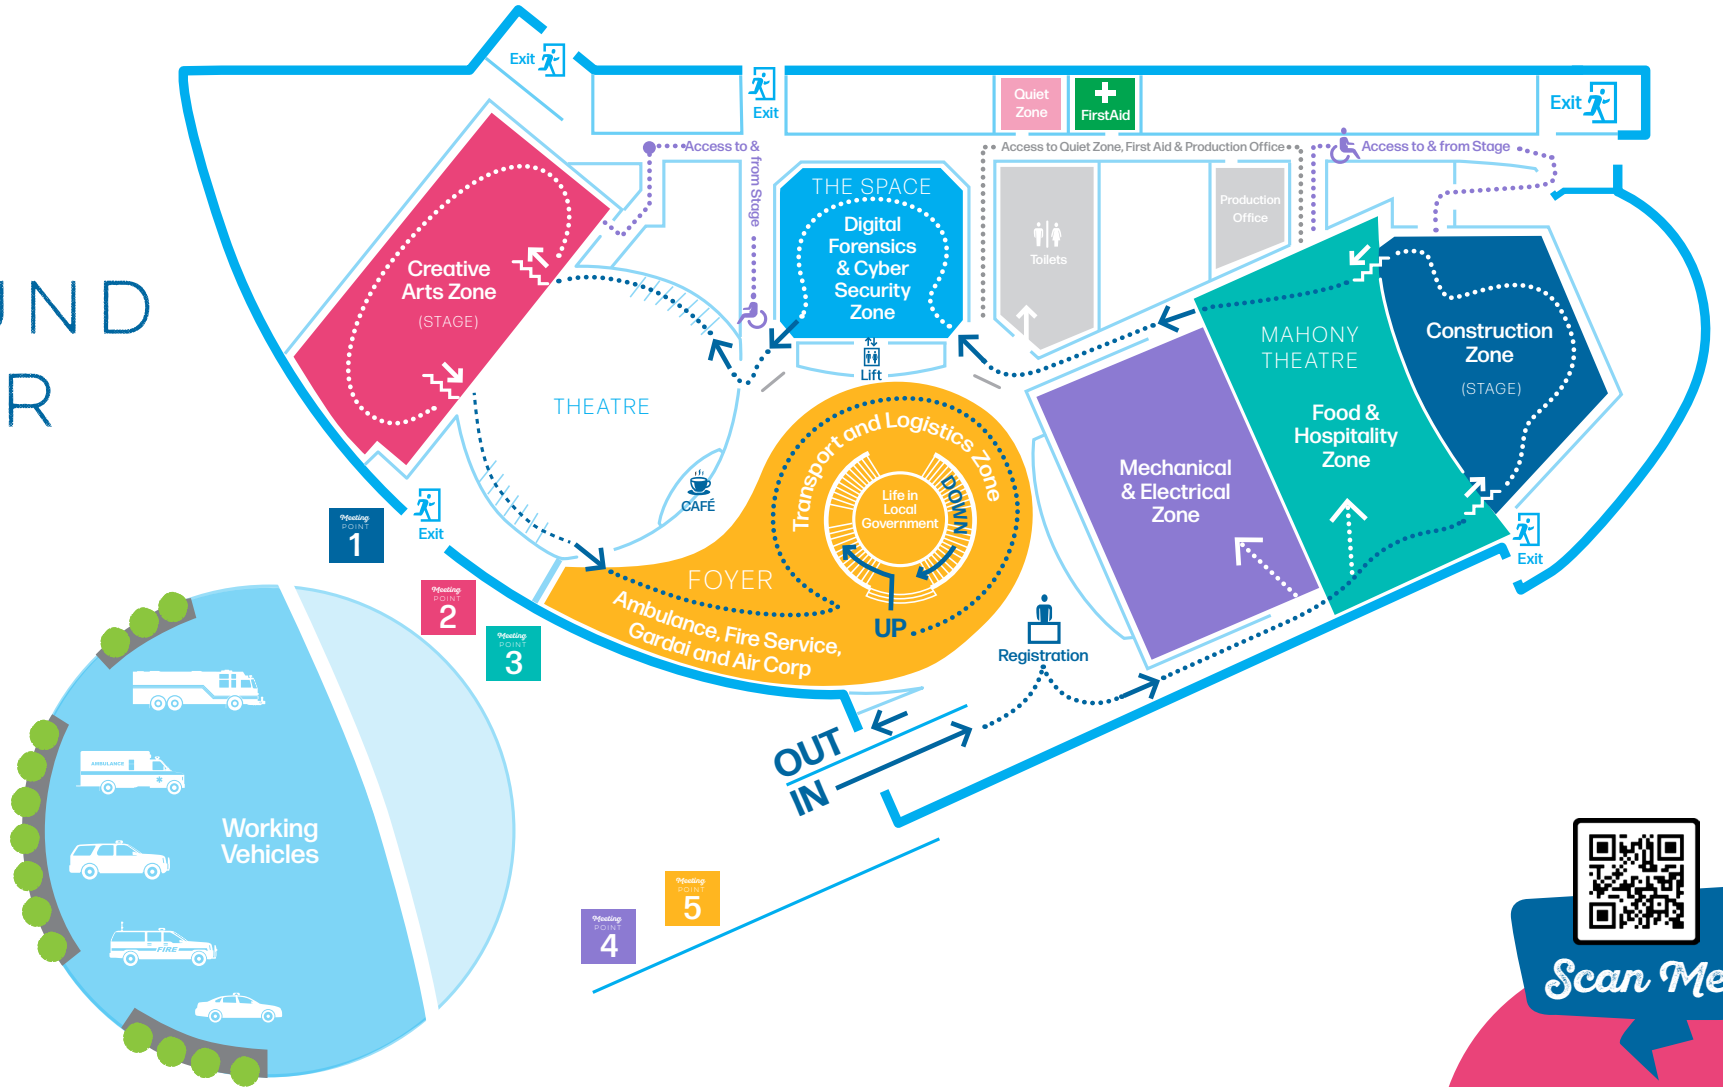 UND
R
Exit
Exit
Quiet
Zone
FirstAid
Exit
Access to &
from Stage
Access to Quiet Zone, First Aid & Production Office
Access to & from Stage
THE SPACE
Digital
Forensics
& Cyber
Security
Zone
Toilets
Production
Office
Creative
Arts Zone
(STAGE)
MAHONY
THEATRE
Food &
Hospitality
Zone
Construction
Zone
(STAGE)
Lift
THEATRE
Transport and Logistics Zone
Life in
Local
Government
DOWN
UP
Mechanical
& Electrical
Zone
CAFÉ
Exit
Exit
FOYER
Ambulance, Fire Service,
Gardai and Air Corp
Registration
OUT
IN
Meeting
POINT
1
Meeting
POINT
2
Meeting
POINT
3
AMBULANCE
Working
Vehicles
FIRE
Meeting
POINT
5
Meeting
POINT
4
Scan Me